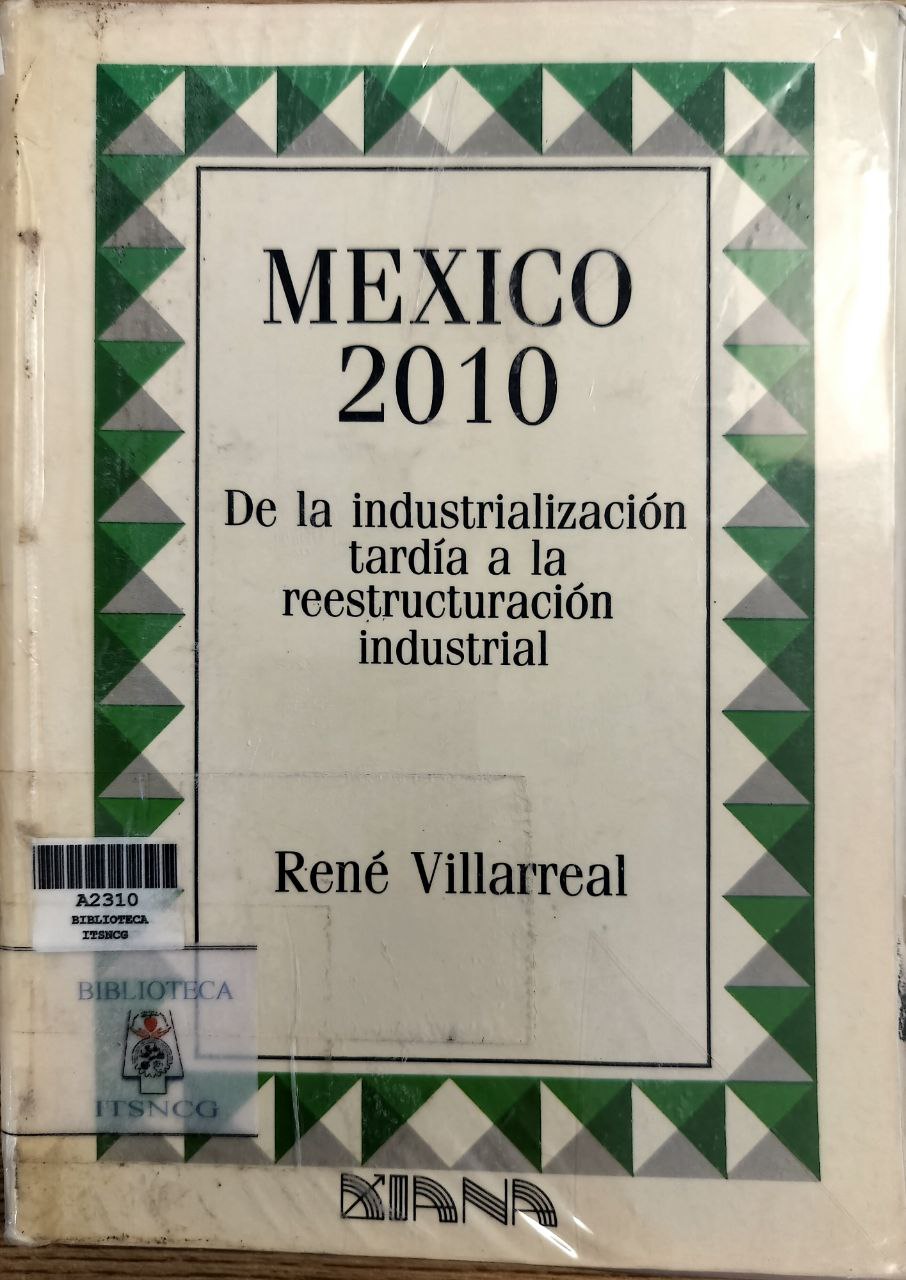 MEXICO
2010
De la industrialización
tardía a la
reestructuración
industrial
René Villarreal
A2310
BIBLIOTECA
ITSNCG
BIBLIOTECA
ITSNCG
DIANA